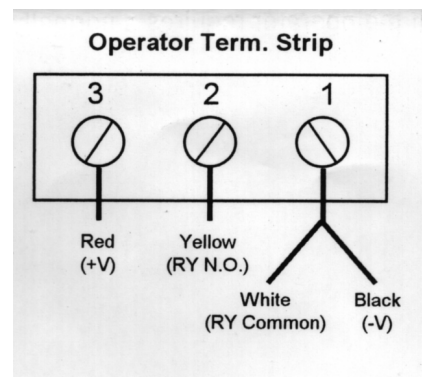 Operator Term. Strip
3 2 1
Red
(+V)
Yellow
(RY N.O.)
White
(RY Common)
Black
(-V)